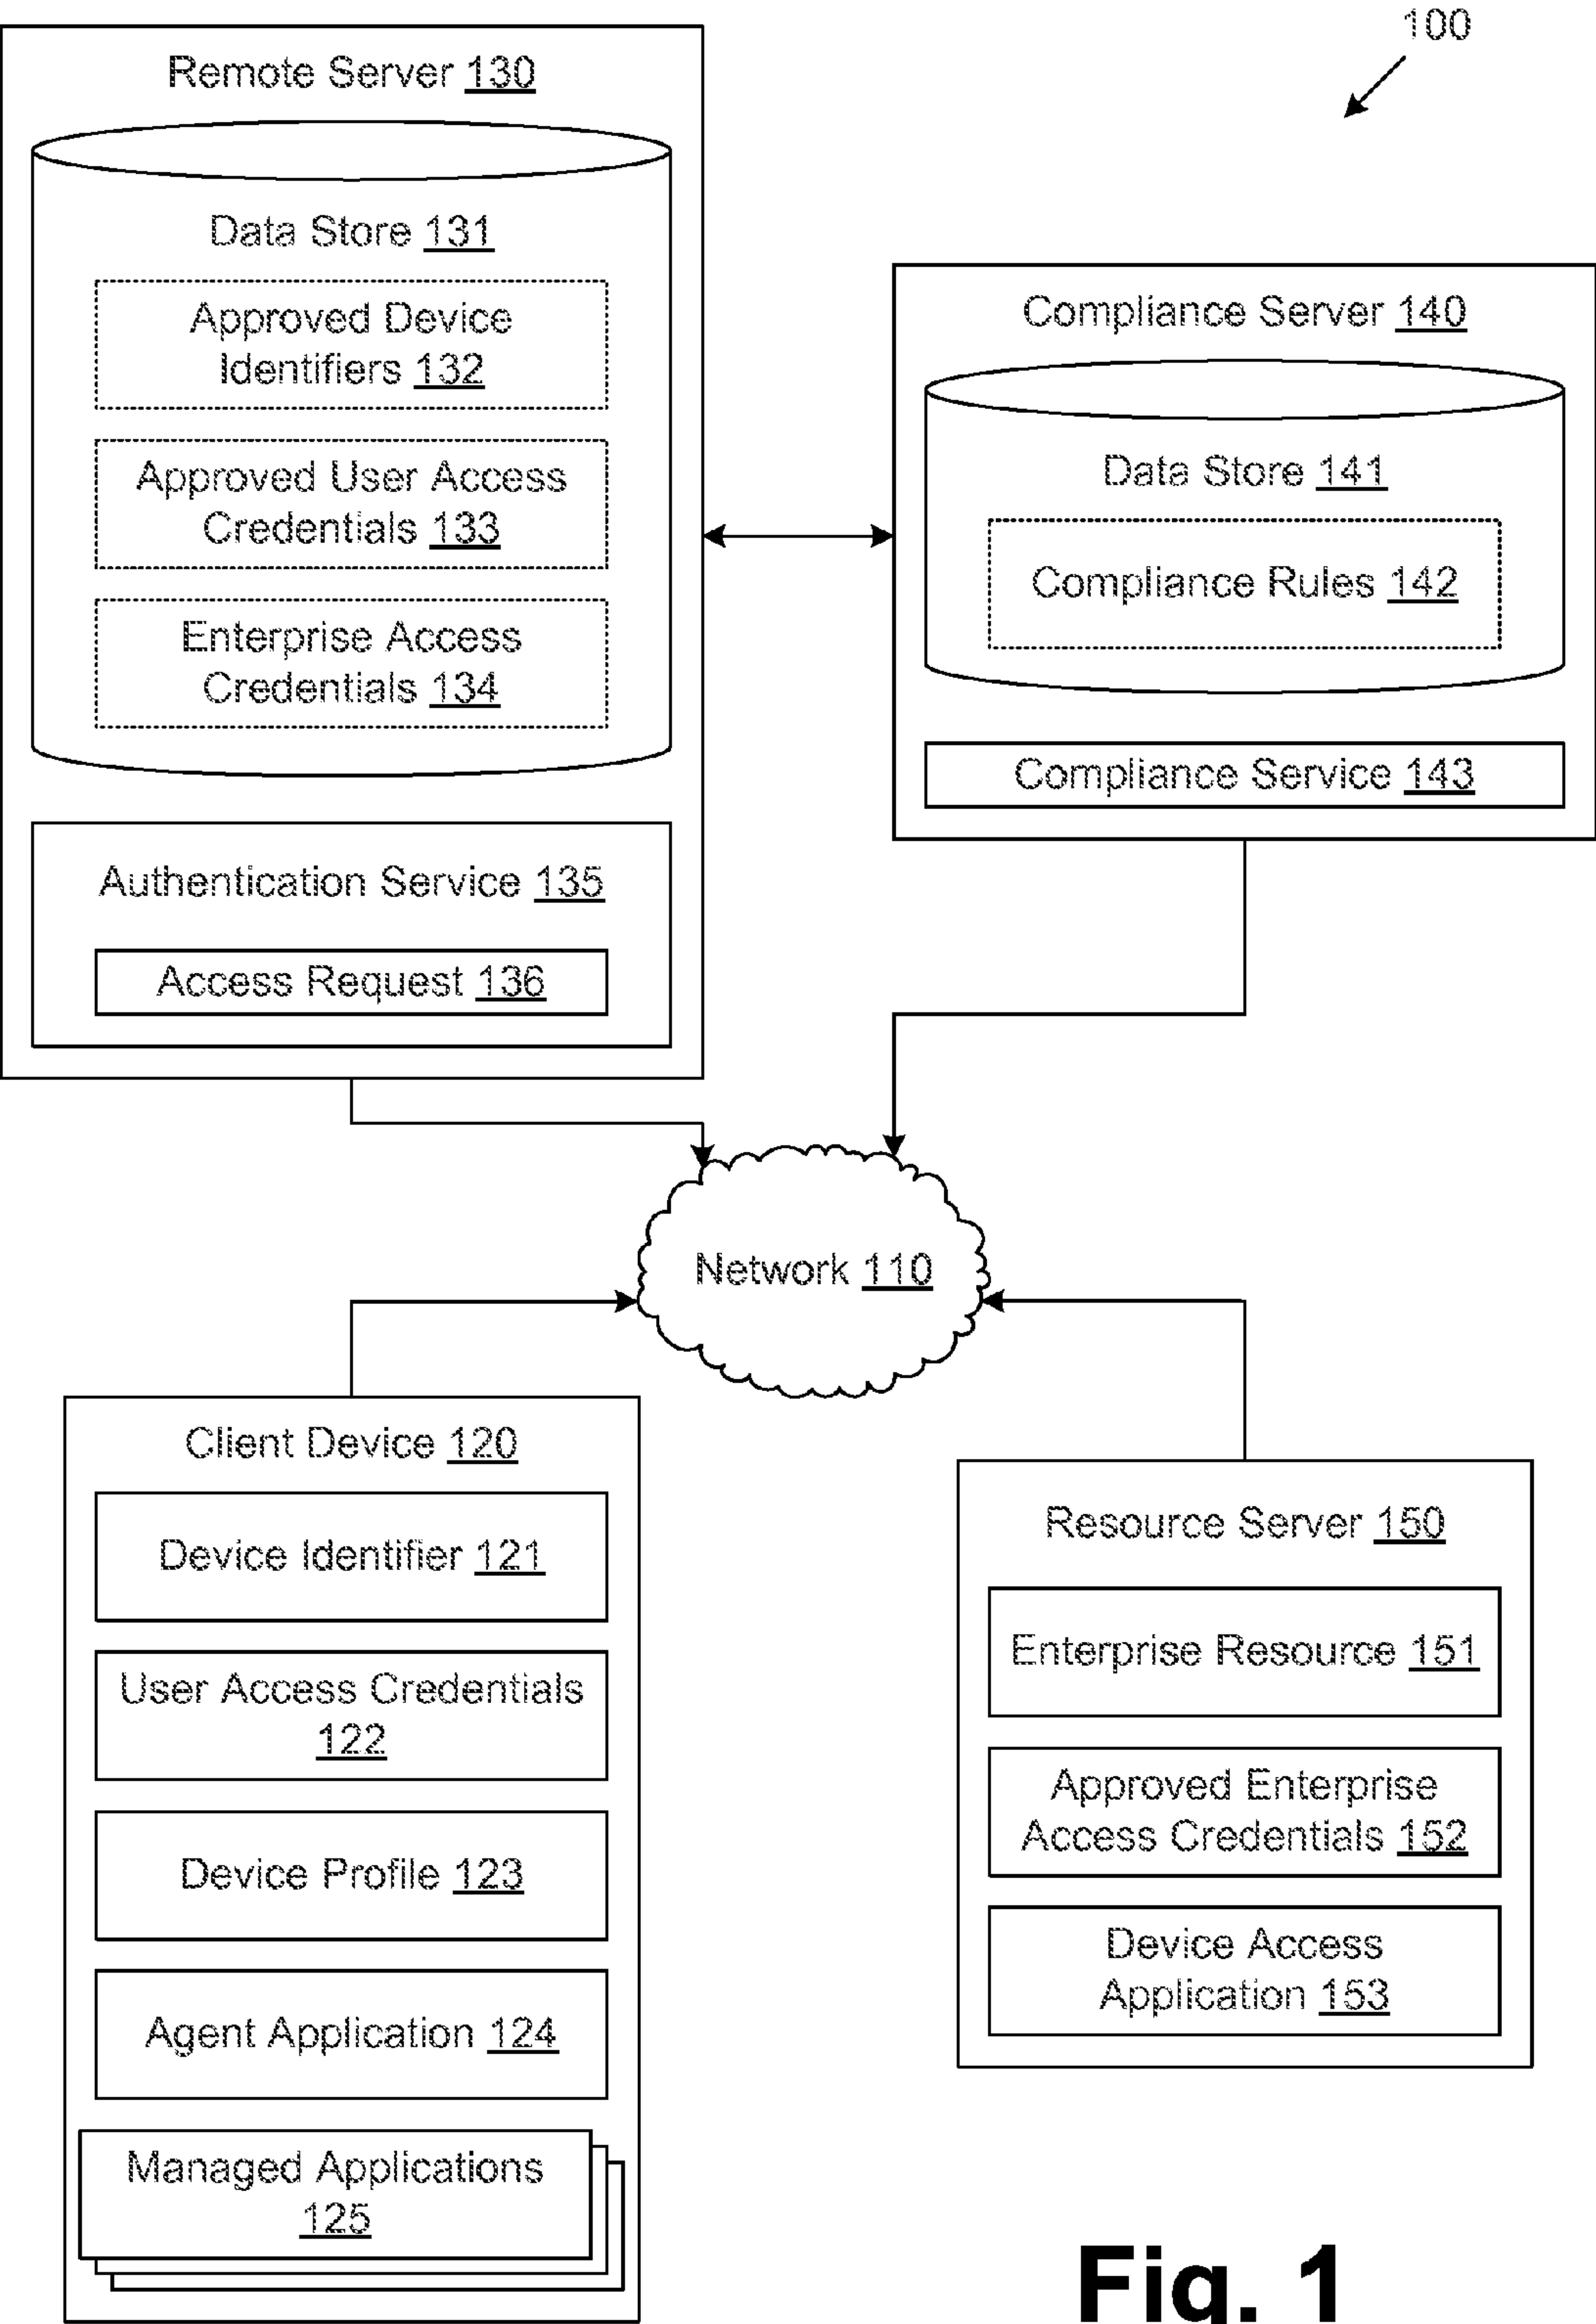 100
Remote Server 130
Data Store 131
Approved Device
Identifiers 132
Approved User Access
Credentials 133
Enterprise Access
Credentials 134
Authentication Service 135
Access Request 136
Compliance Server 140
Data Store 141
Compliance Rules 142
Compliance Service 143
Network 110
Client Device 120
Device Identifier 121
User Access Credentials
122
Device Profile 123
Agent Application 124
Managed Applications
125
Resource Server 150
Enterprise Resource 151
Approved Enterprise
Access Credentials 152
Device Access
Application 153
Fig. 1